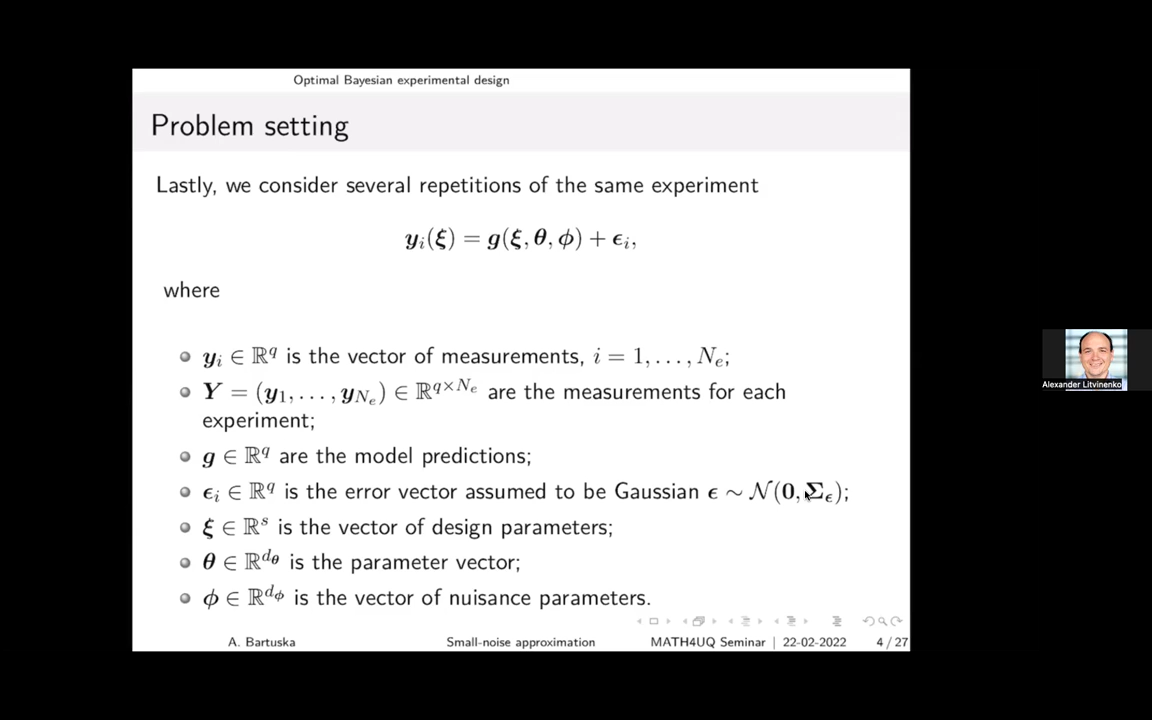 Optimal Bayesian experimental design
Problem setting
Lastly, we consider several repetitions of the same experiment
𝒚ᵢ(𝝃) = 𝒈(𝝃, 𝜽, 𝝓) + 𝝐ᵢ,
where
𝒚ᵢ ∈ ℝ^q is the vector of measurements, i = 1, . . . , Nₑ;
𝒀 = (𝒚₁, . . . , 𝒚_{Nₑ}) ∈ ℝ^{q×Nₑ} are the measurements for each
experiment;
𝒈 ∈ ℝ^q are the model predictions;
𝝐ᵢ ∈ ℝ^q is the error vector assumed to be Gaussian 𝝐 ∼ 𝒩(𝟎, 𝚺_𝝐);
𝝃 ∈ ℝ^s is the vector of design parameters;
𝜽 ∈ ℝ^{d_𝜽} is the parameter vector;
𝝓 ∈ ℝ^{d_𝝓} is the vector of nuisance parameters.
A. Bartuska Small-noise approximation MATH4UQ Seminar | 22-02-2022 4 / 27
Alexander Litvinenko